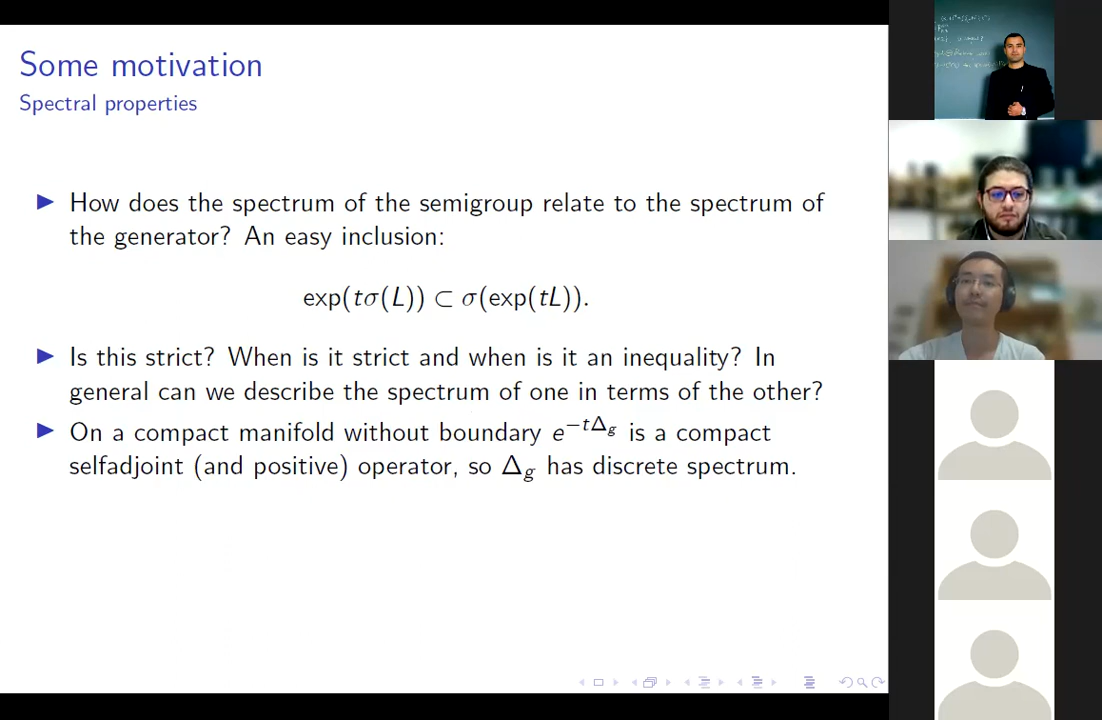 Some motivation
Spectral properties
How does the spectrum of the semigroup relate to the spectrum of
the generator? An easy inclusion:
exp(tσ(L)) ⊂ σ(exp(tL)).
Is this strict? When is it strict and when is it an inequality? In
general can we describe the spectrum of one in terms of the other?
On a compact manifold without boundary e^{−tΔ_g} is a compact
selfadjoint (and positive) operator, so Δ_g has discrete spectrum.